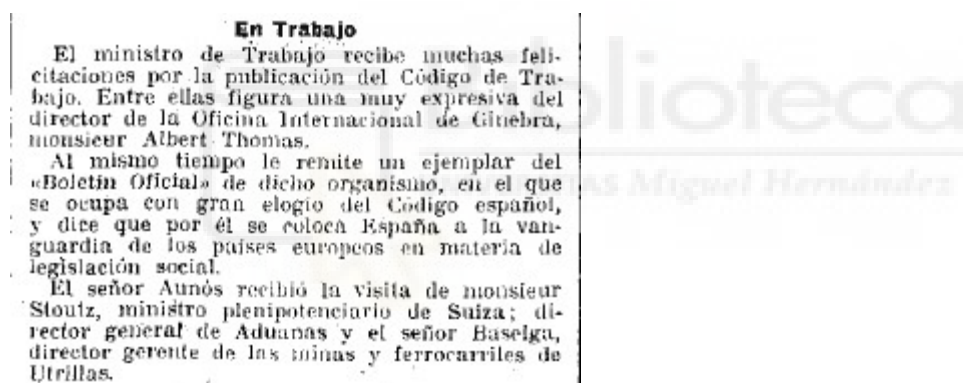 En Trabajo
El ministro de Trabajo recibe muchas feli-
citaciones por la publicación del Código de Tra-
bajo. Entre ellas figura una muy expresiva del
director de la Oficina Internacional de Ginebra,
monsieur Albert Thomas.
Al mismo tiempo le remite un ejemplar del
«Boletín Oficial» de dicho organismo, en el que
se ocupa con gran elogio del Código español,
y dice que por él se coloca España a la van-
guardia de los países europeos en materia de
legislación social.
El señor Aunós recibió la visita de monsieur
Stoutz, ministro plenipotenciario de Suiza; di-
rector general de Aduanas y el señor Baselga,
director gerente de las minas y ferrocarriles de
Utrillas.
Biblioteca
UNIVERSITAS Miguel Hernández